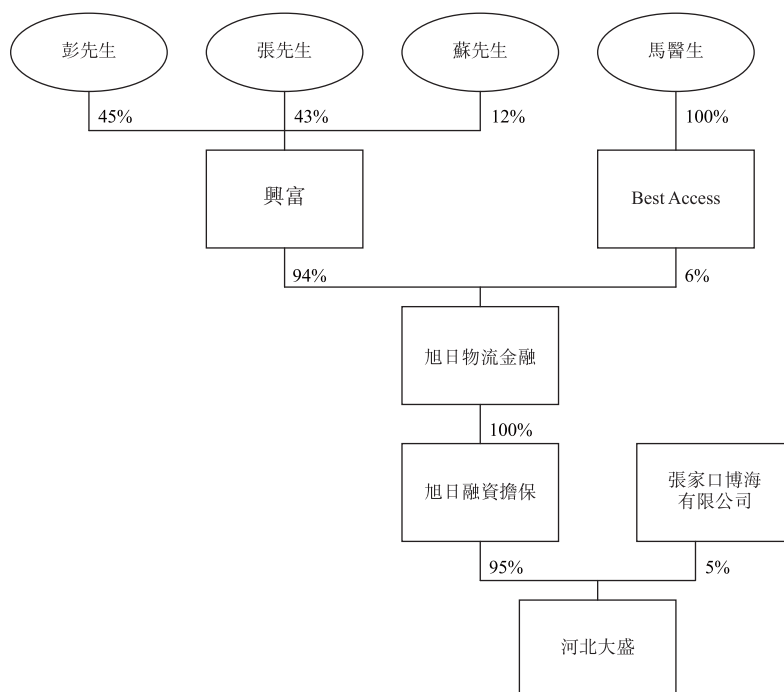 彭先生
張先生
蘇先生
馬醫生
45%
43%
12%
100%
興富
Best Access
94%
6%
旭日物流金融
100%
旭日融資擔保
張家口博海
有限公司
95%
5%
河北大盛